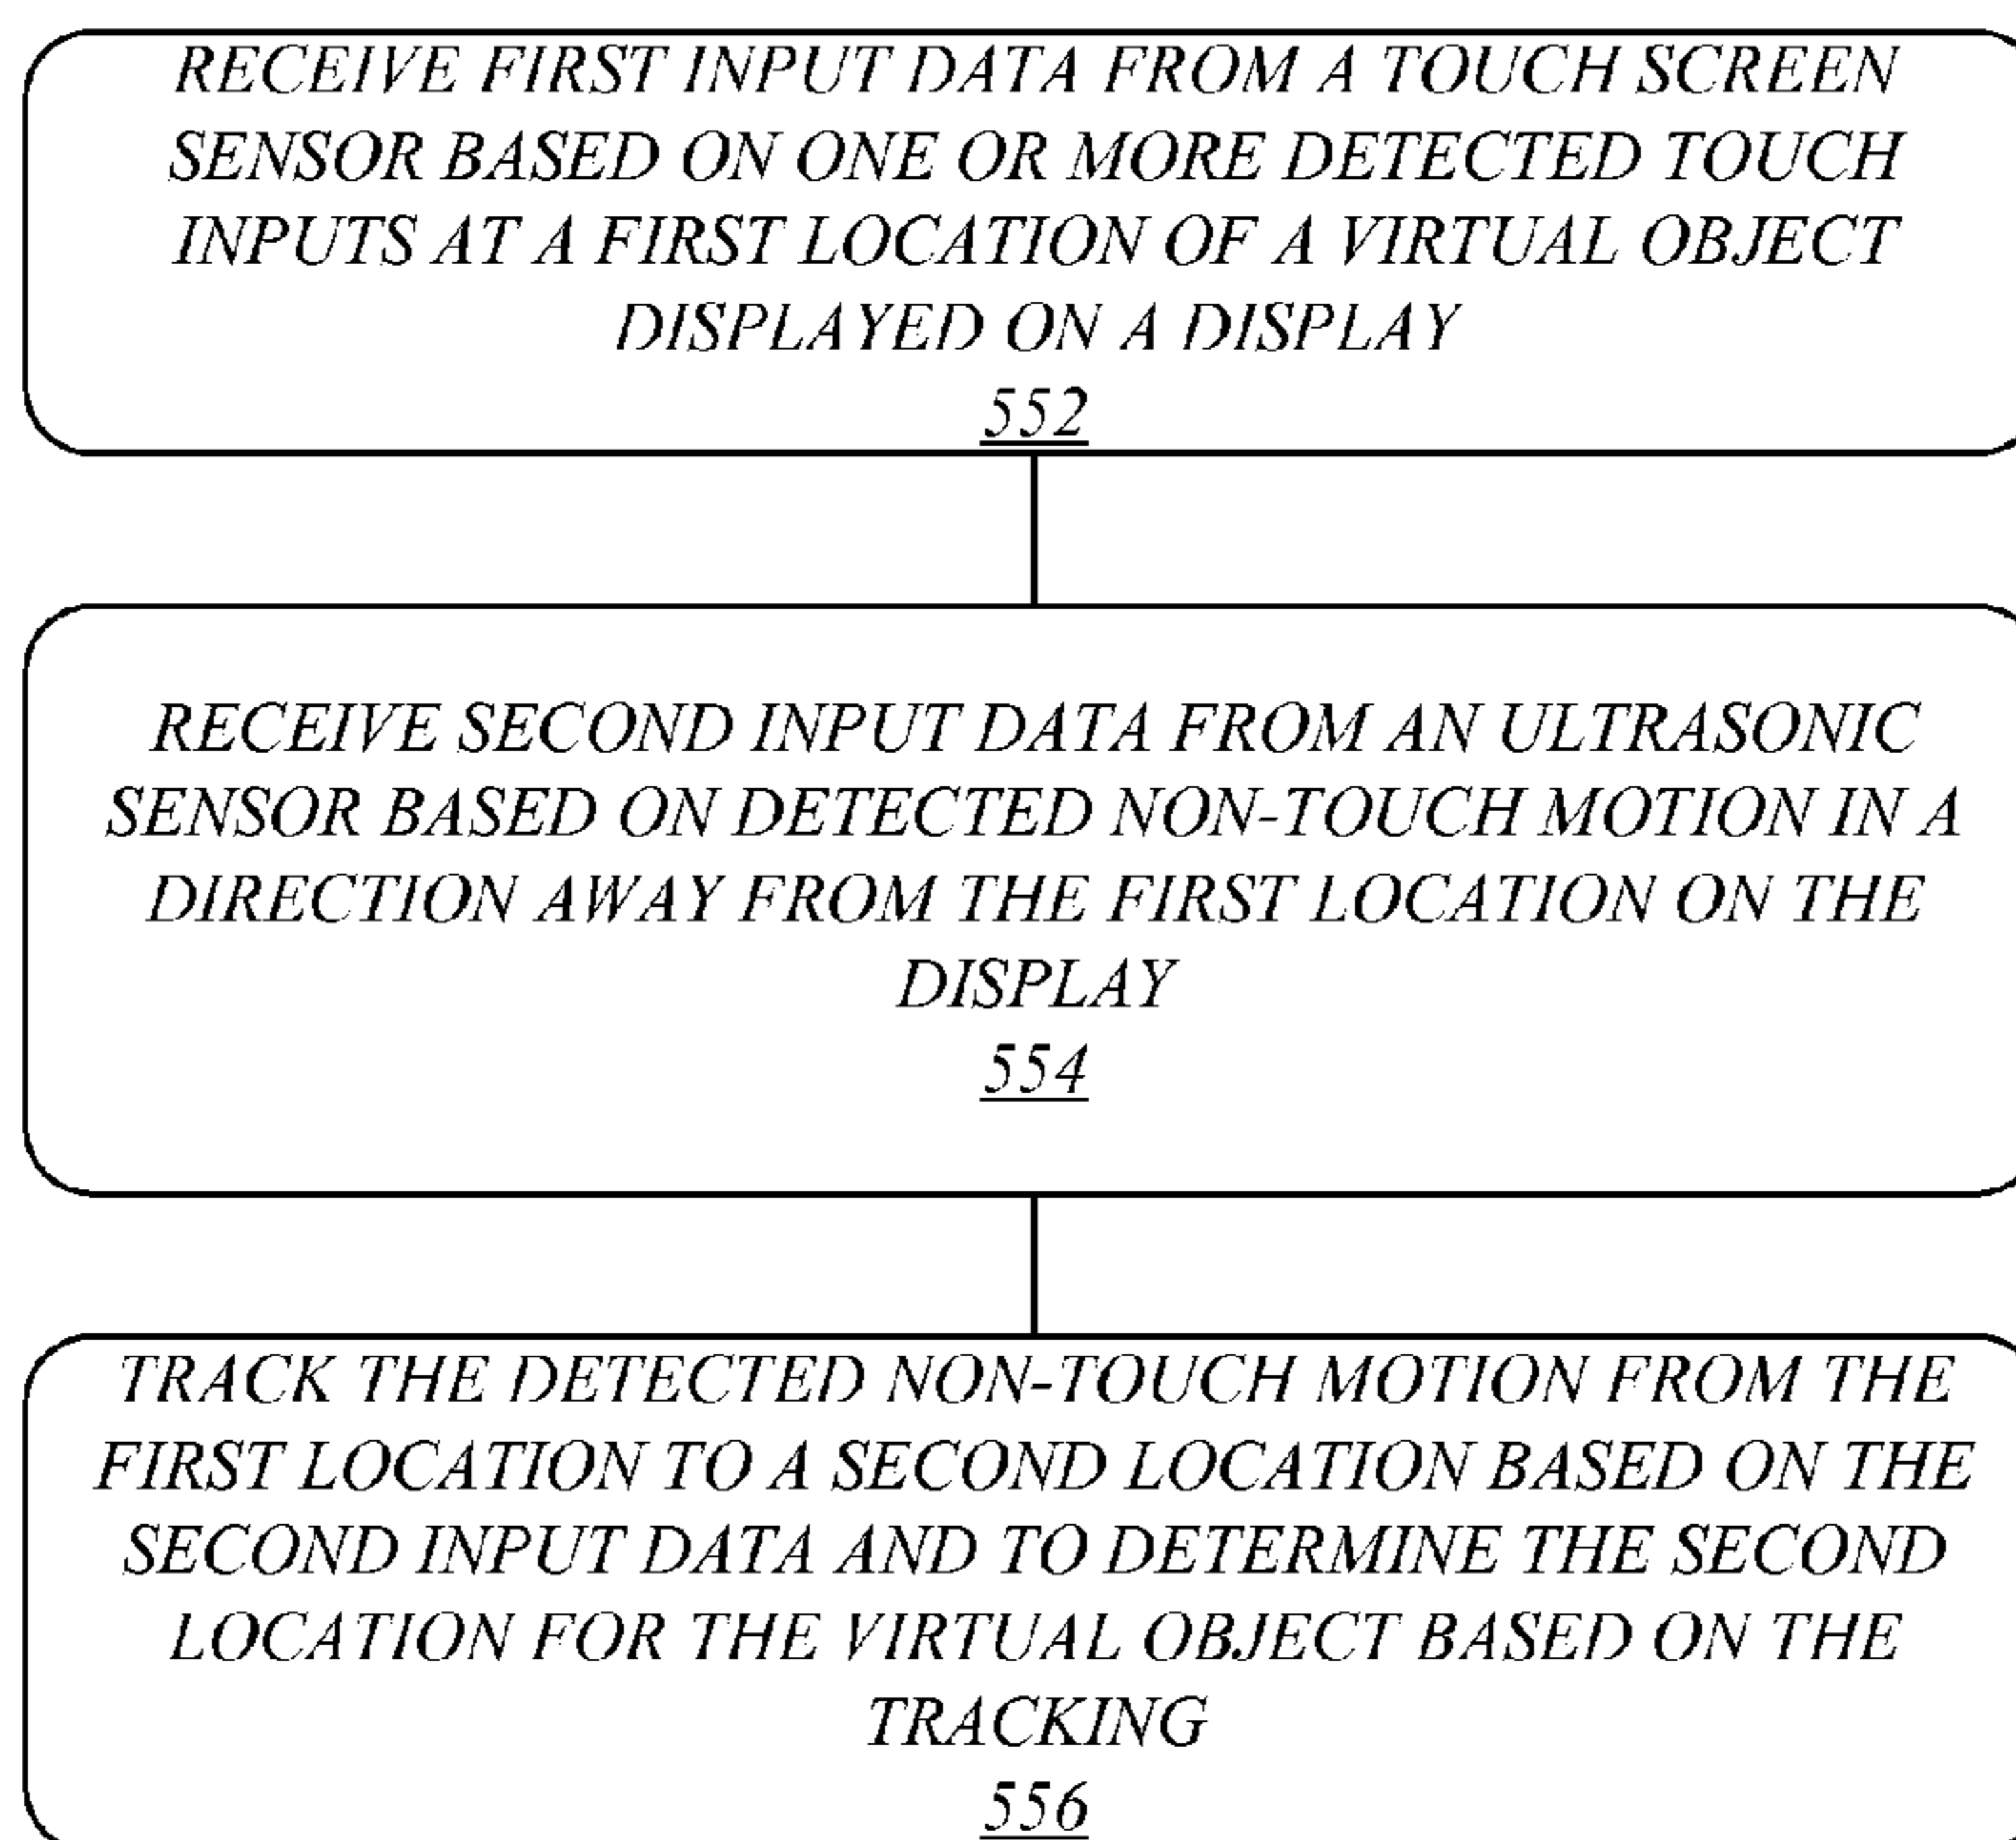 RECEIVE FIRST INPUT DATA FROM A TOUCH SCREEN
SENSOR BASED ON ONE OR MORE DETECTED TOUCH
INPUTS AT A FIRST LOCATION OF A VIRTUAL OBJECT
DISPLAYED ON A DISPLAY
552
RECEIVE SECOND INPUT DATA FROM AN ULTRASONIC
SENSOR BASED ON DETECTED NON-TOUCH MOTION IN A
DIRECTION AWAY FROM THE FIRST LOCATION ON THE
DISPLAY
554
TRACK THE DETECTED NON-TOUCH MOTION FROM THE
FIRST LOCATION TO A SECOND LOCATION BASED ON THE
SECOND INPUT DATA AND TO DETERMINE THE SECOND
LOCATION FOR THE VIRTUAL OBJECT BASED ON THE
TRACKING
556